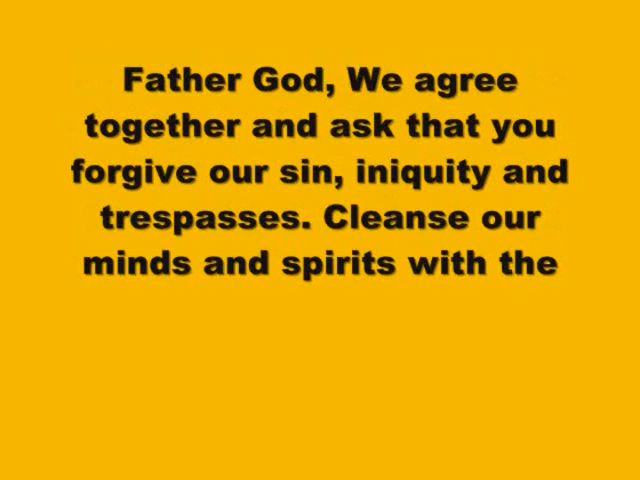 Father God, We agree
together and ask that you
forgive our sin, iniquity and
trespasses. Cleanse our
minds and spirits with the